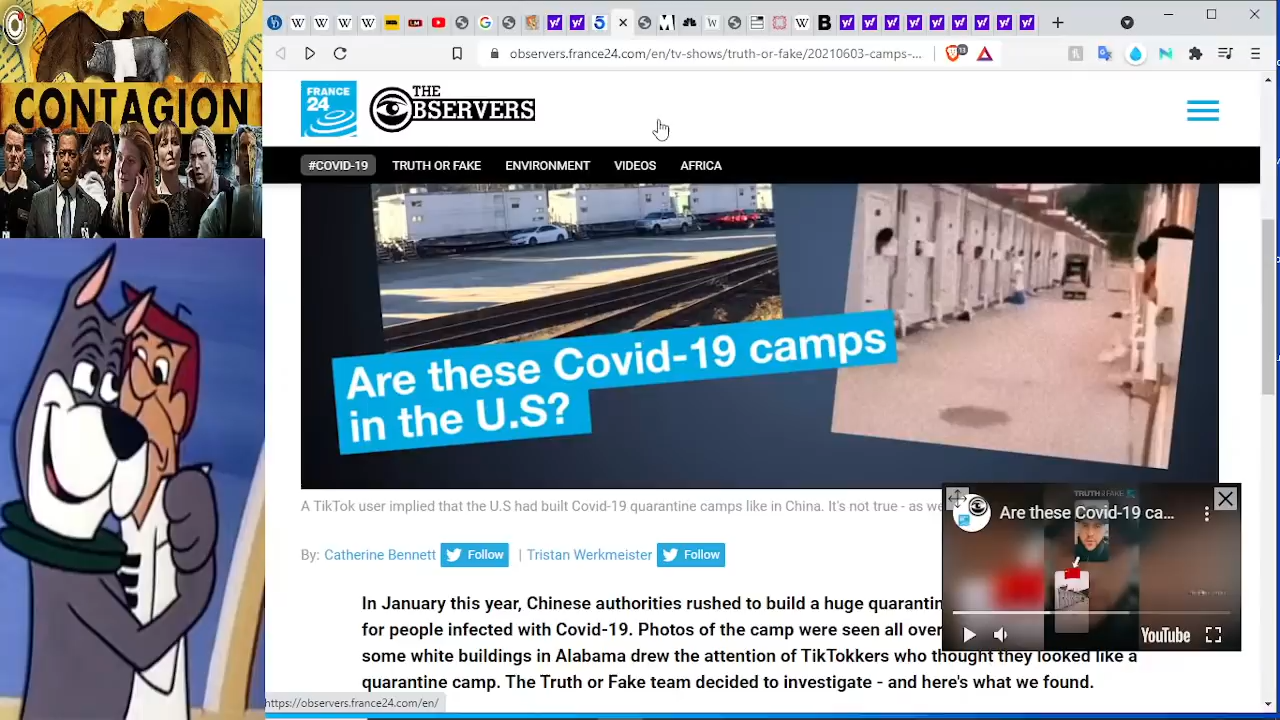 CONTAGION
observers.france24.com/en/tv-shows/truth-or-fake/20210603-camps-...
FRANCE
24
THE
OBSERVERS
#COVID-19
TRUTH OR FAKE
ENVIRONMENT
VIDEOS
AFRICA
Are these Covid-19 camps
in the U.S?
A TikTok user implied that the U.S had built Covid-19 quarantine camps like in China. It's not true - as we
By: Catherine Bennett Follow | Tristan Werkmeister Follow
In January this year, Chinese authorities rushed to build a huge quarantin
for people infected with Covid-19. Photos of the camp were seen all over
some white buildings in Alabama drew the attention of TikTokkers who thought they looked like a
quarantine camp. The Truth or Fake team decided to investigate - and here's what we found.
TRUTH OR FAKE
Are these Covid-19 ca...
YouTube
https://observers.france24.com/en/